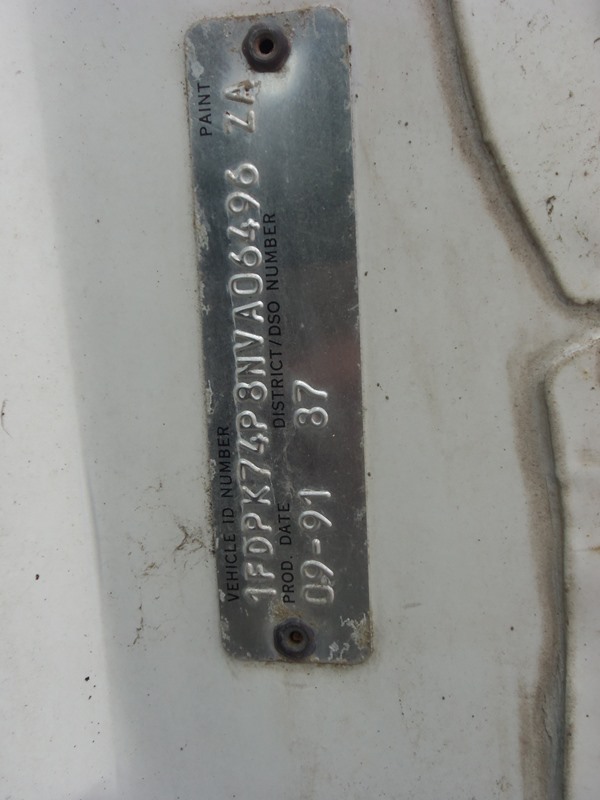 VEHICLE ID NUMBER PAINT
1FDPK74P8NVA06496 ZA
PROD. DATE DISTRICT/DSO NUMBER
09-91 87